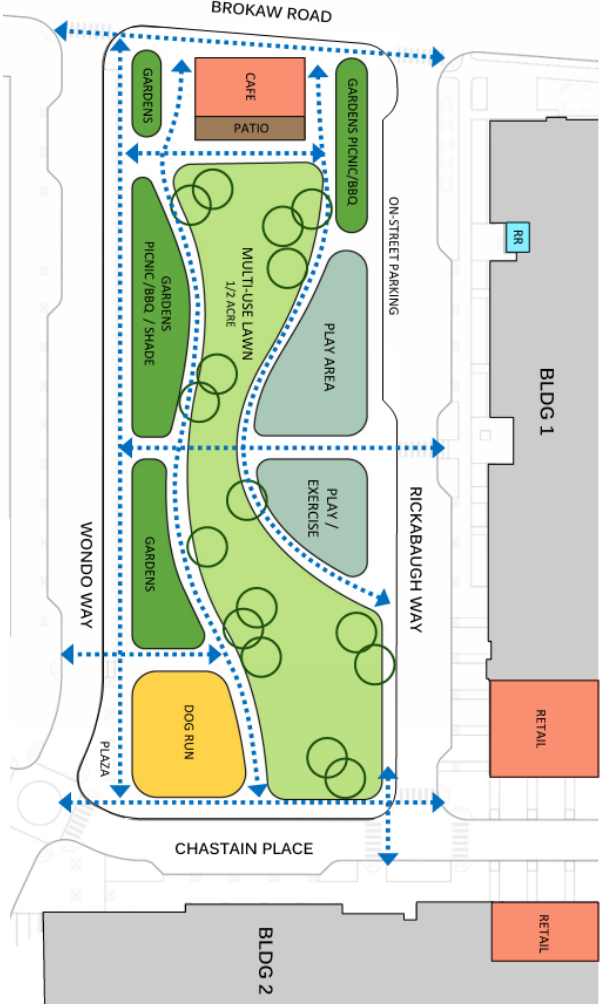 BROKAW ROAD
GARDENS
CAFE
PATIO
GARDENS PICNIC/BBQ
ON-STREET PARKING
RR
MULTI-USE LAWN
1/2 ACRE
GARDENS
PICNIC /BBQ / SHADE
PLAY AREA
BLDG 1
PLAY /
EXERCISE
RICKABAUGH WAY
WONDO WAY
GARDENS
DOG RUN
PLAZA
RETAIL
CHASTAIN PLACE
RETAIL
BLDG 2